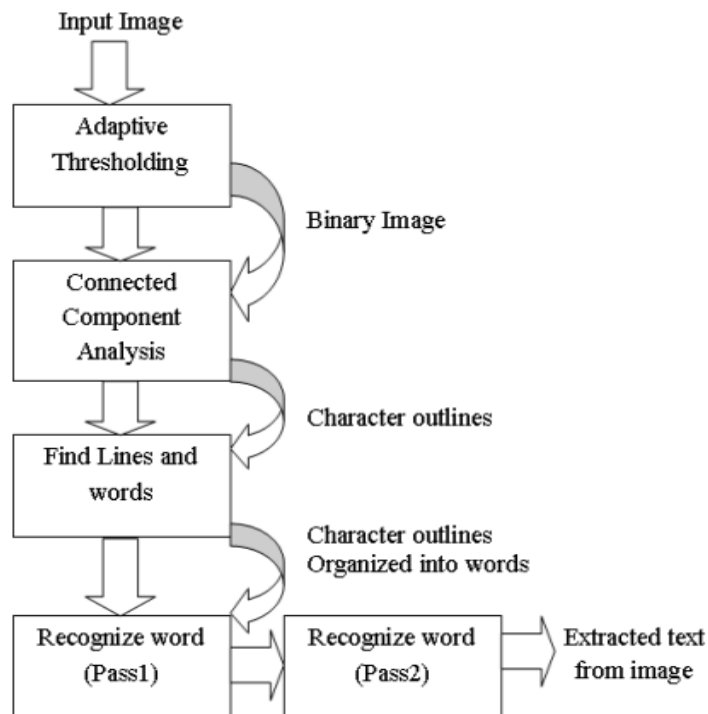 Input Image
Adaptive
Thresholding
Binary Image
Connected
Component
Analysis
Character outlines
Find Lines and
words
Character outlines
Organized into words
Recognize word
(Pass1)
Recognize word
(Pass2)
Extracted text
from image